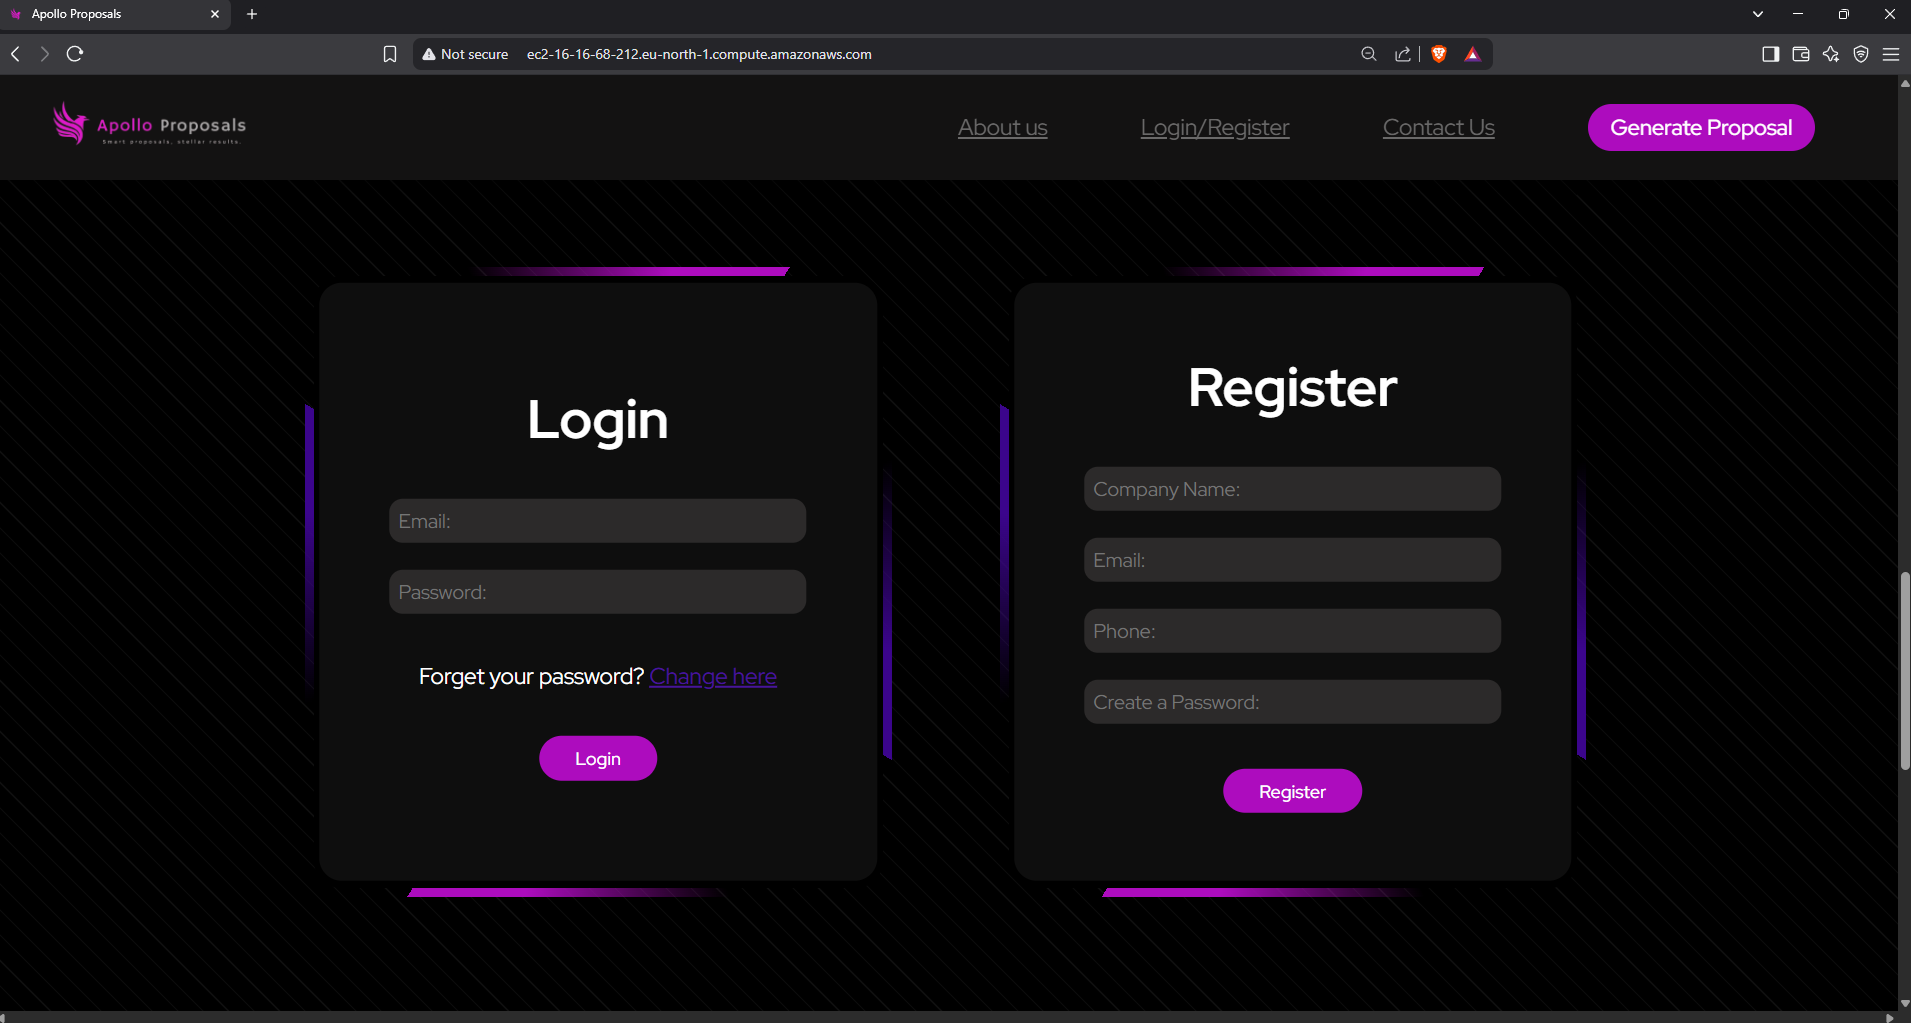 Apollo Proposals
Not secure ec2-16-16-68-212.eu-north-1.compute.amazonaws.com
Apollo Proposals
Smart proposals, stellar results.
About us
Login/Register
Contact Us
Generate Proposal
Login
Email:
Password:
Forget your password? Change here
Login
Register
Company Name:
Email:
Phone:
Create a Password:
Register